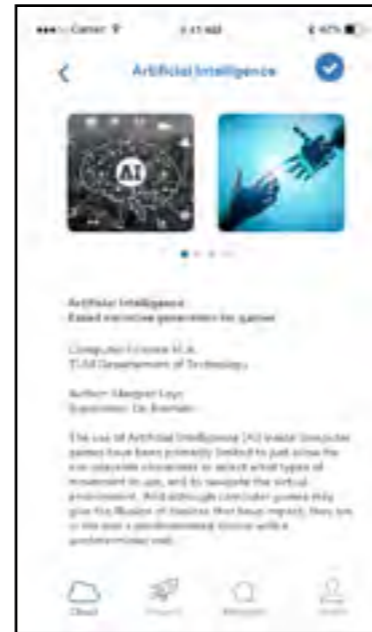 Carrier
Artificial Intelligence
AI
Artificial Intelligence
Based narrative generation for games
Computer Science M.A.
Department of Technology
Author: Margret
Supervisor: Dr.
The use of Artificial Intelligence (AI) inside computer
games have been primarily limited to just allow the
non-playable characters to select what types of
movement to use, and to navigate the virtual
environment. And although computer games may
give the illusion of choices that have impact, they are
in the end a predetermined course with a
predetermined end.
Cloud